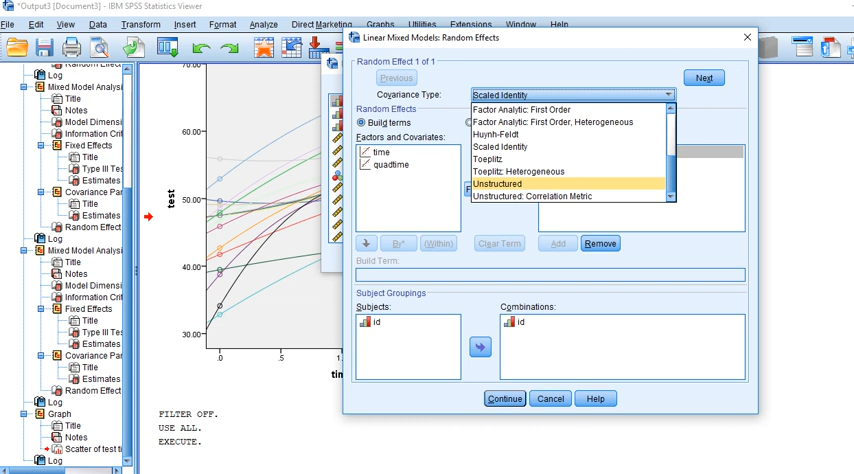 *Output3 [Document3] - IBM SPSS Statistics Viewer
File Edit View Data Transform Insert Format Analyze Direct Marketing Graphs Utilities Extensions Window Help
Log
Mixed Model Analysi
Title
Notes
Model Dimensi
Information Crit
Fixed Effects
Title
Type III Tes
Estimates
Covariance Par
Title
Estimates
Random Effect
Log
Mixed Model Analysi
Title
Notes
Model Dimensi
Information Crit
Fixed Effects
Title
Type III Tes
Estimates
Covariance Par
Title
Estimates
Random Effect
Log
Graph
Title
Notes
Scatter of test ti
Log
70.00
60.00
50.00
40.00
30.00
test
.0 .5 1.
tim
FILTER OFF.
USE ALL.
EXECUTE.
Linear Mixed Models: Random Effects
Random Effect 1 of 1
Previous
Next
Covariance Type:
Scaled Identity
Factor Analytic: First Order
Factor Analytic: First Order, Heterogeneous
Huynh-Feldt
Scaled Identity
Toeplitz
Toeplitz: Heterogeneous
Unstructured
Unstructured: Correlation Metric
Random Effects
Build terms
Factors and Covariates:
time
quadtime
By*
(Within)
Clear Term
Add
Remove
Build Term:
Subject Groupings
Subjects:
Combinations:
id
id
Continue
Cancel
Help